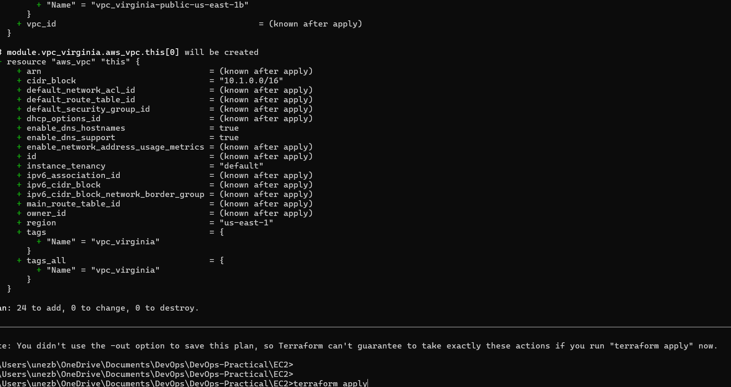 + "Name" = "vpc_virginia-public-us-east-1b"
}
+ vpc_id = (known after apply)
}
# module.vpc_virginia.aws_vpc.this[0] will be created
resource "aws_vpc" "this" {
+ arn = (known after apply)
+ cidr_block = "10.1.0.0/16"
+ default_network_acl_id = (known after apply)
+ default_route_table_id = (known after apply)
+ default_security_group_id = (known after apply)
+ dhcp_options_id = (known after apply)
+ enable_dns_hostnames = true
+ enable_dns_support = true
+ enable_network_address_usage_metrics = (known after apply)
+ id = (known after apply)
+ instance_tenancy = "default"
+ ipv6_association_id = (known after apply)
+ ipv6_cidr_block = (known after apply)
+ ipv6_cidr_block_network_border_group = (known after apply)
+ main_route_table_id = (known after apply)
+ owner_id = (known after apply)
+ region = "us-east-1"
+ tags = {
+ "Name" = "vpc_virginia"
}
+ tags_all = {
+ "Name" = "vpc_virginia"
}
}
an: 24 to add, 0 to change, 0 to destroy.
te: You didn't use the -out option to save this plan, so Terraform can't guarantee to take exactly these actions if you run "terraform apply" now.
\Users\unezb\OneDrive\Documents\DevOps\DevOps-Practical\EC2>
\Users\unezb\OneDrive\Documents\DevOps\DevOps-Practical\EC2>
\Users\unezb\OneDrive\Documents\DevOps\DevOps-Practical\EC2>terraform apply